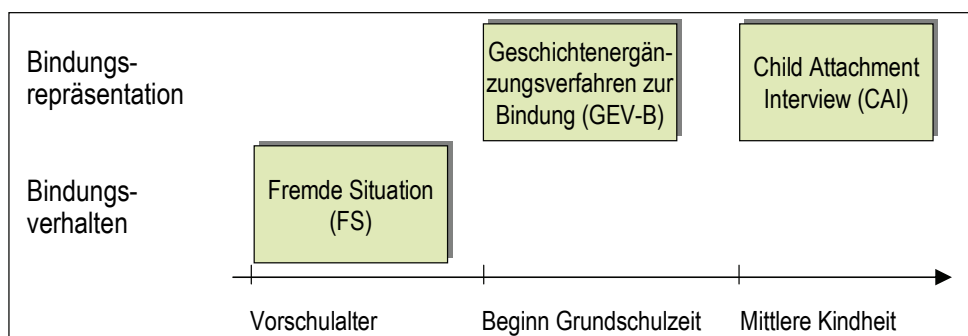 Bindungs-
repräsentation
Geschichtenergän-
zungsverfahren zur
Bindung (GEV-B)
Child Attachment
Interview (CAI)
Bindungs-
verhalten
Fremde Situation
(FS)
Vorschulalter
Beginn Grundschulzeit
Mittlere Kindheit